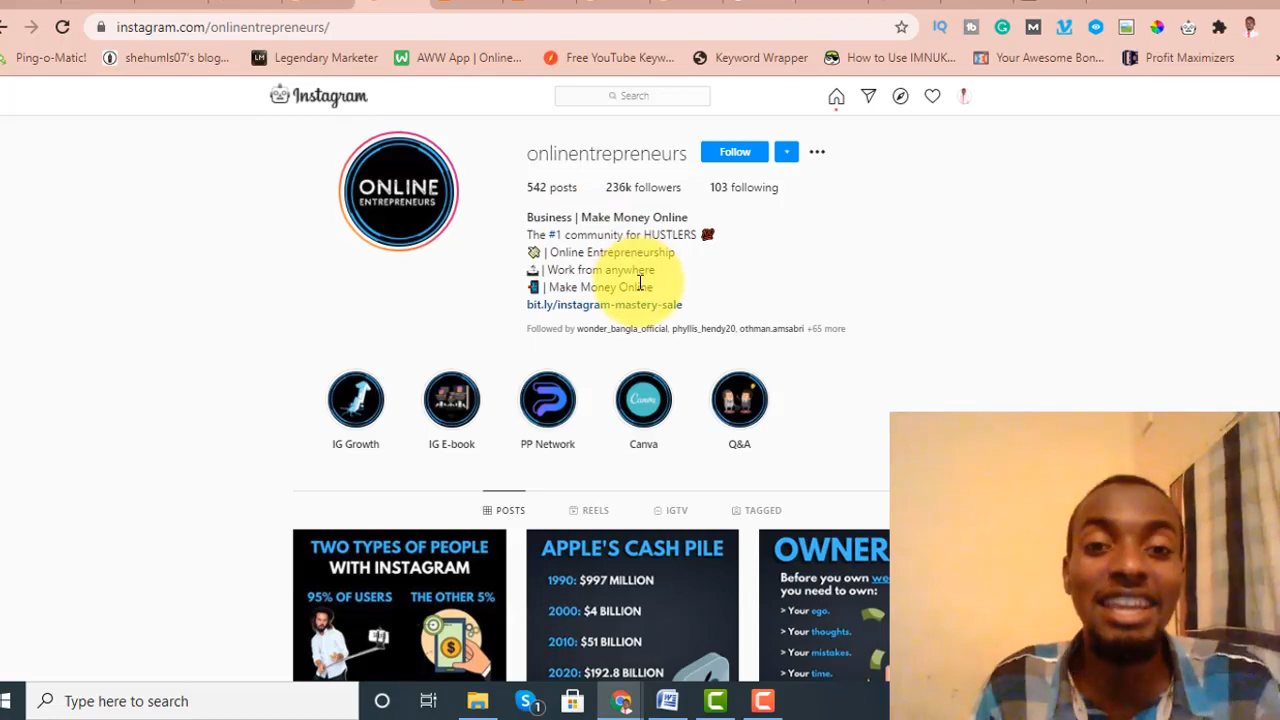 instagram.com/onlinentrepreneurs/
Ping-o-Matic!
shehumls07's blog...
Legendary Marketer
AWW App | Online...
Free YouTube Keyw...
Keyword Wrapper
How to Use IMNUK...
Your Awesome Bon...
Profit Maximizers
Instagram
Search
ONLINE
ENTREPRENEURS
onlinentrepreneurs
Follow
542 posts 236k followers 103 following
Business | Make Money Online
The #1 community for HUSTLERS
| Online Entrepreneurship
| Work from anywhere
| Make Money Online
bit.ly/instagram-mastery-sale
Followed by wonder_bangla_official, phyllis_hendy20, othman.amsabri +65 more
Canva
IG Growth
IG E-book
PP Network
Canva
Q&A
POSTS
REELS
IGTV
TAGGED
TWO TYPES OF PEOPLE
WITH INSTAGRAM
95% OF USERS THE OTHER 5%
APPLE'S CASH PILE
1990: $997 MILLION
2000: $4 BILLION
2010: $51 BILLION
2020: $192.8 BILLION
OWNER
Before you own we
you need to own:
> Your ego.
> Your thoughts.
> Your mistakes.
> Your time.
Type here to search
1